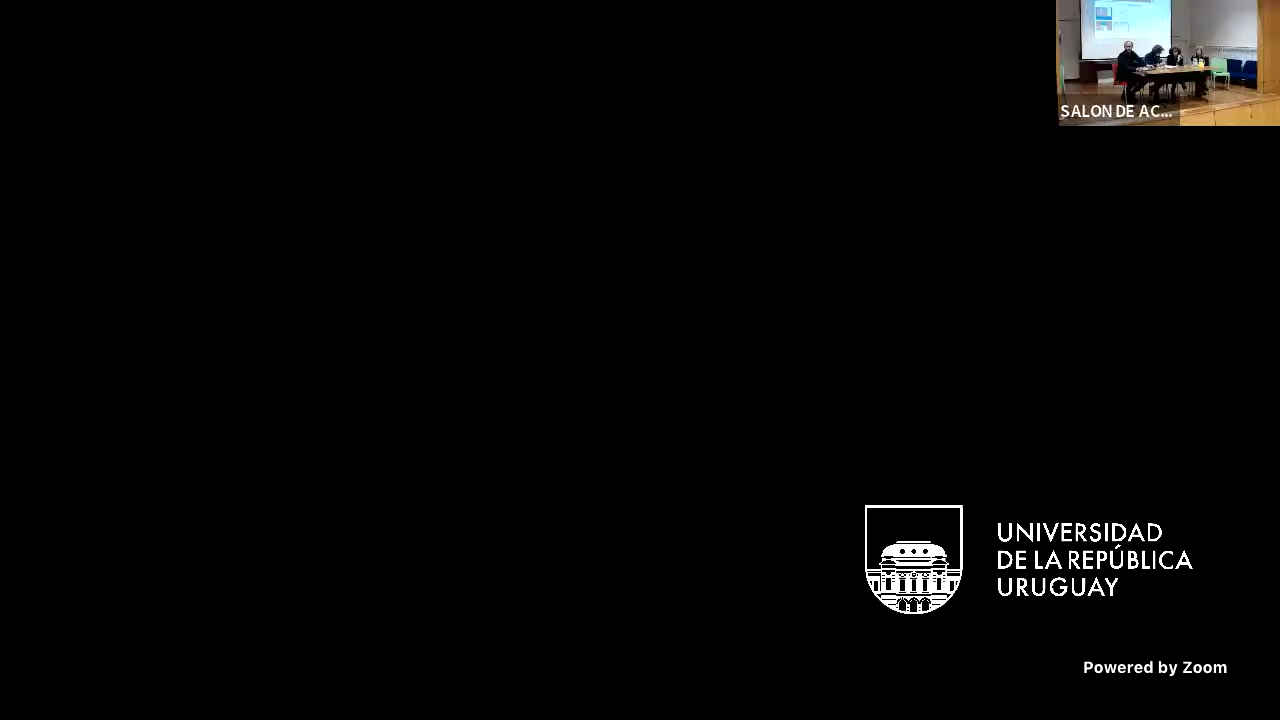 SALON DE AC...
UNIVERSIDAD
DE LA REPÚBLICA
URUGUAY
Powered by Zoom